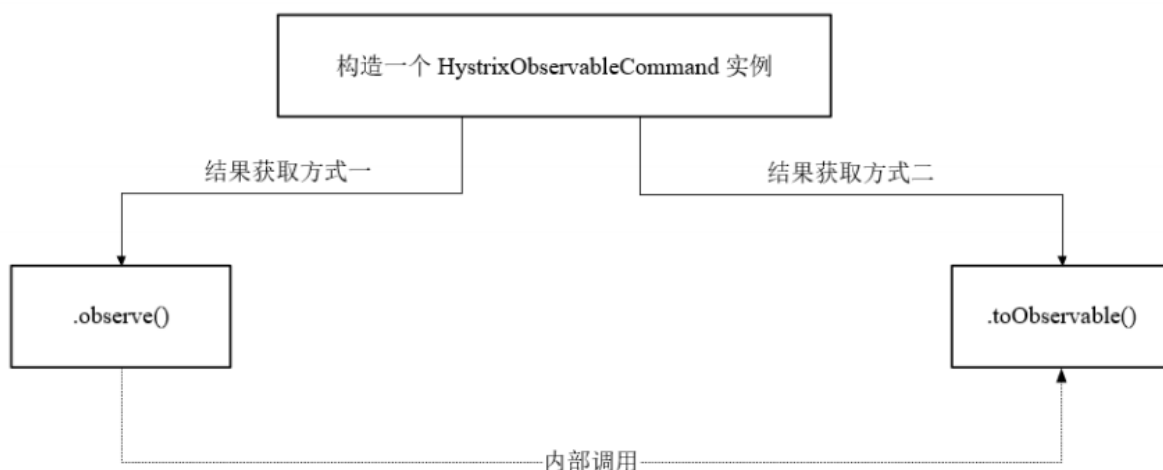 构造一个 HystrixObservableCommand 实例
结果获取方式一
结果获取方式二
.observe()
.toObservable()
内部调用